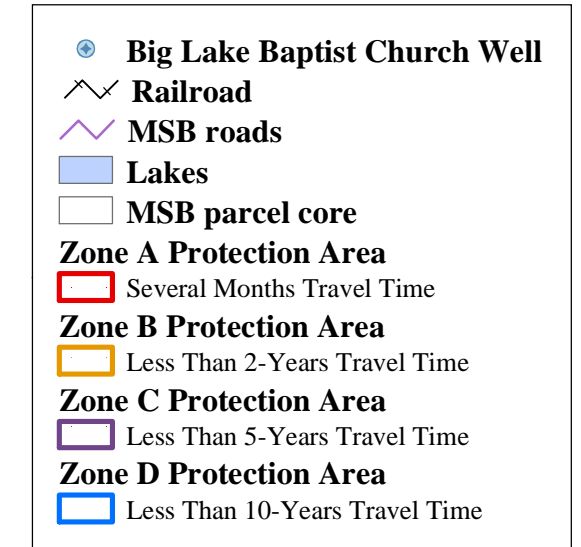 Big Lake Baptist Church Well
Railroad
MSB roads
Lakes
MSB parcel core
Zone A Protection Area
Several Months Travel Time
Zone B Protection Area
Less Than 2-Years Travel Time
Zone C Protection Area
Less Than 5-Years Travel Time
Zone D Protection Area
Less Than 10-Years Travel Time